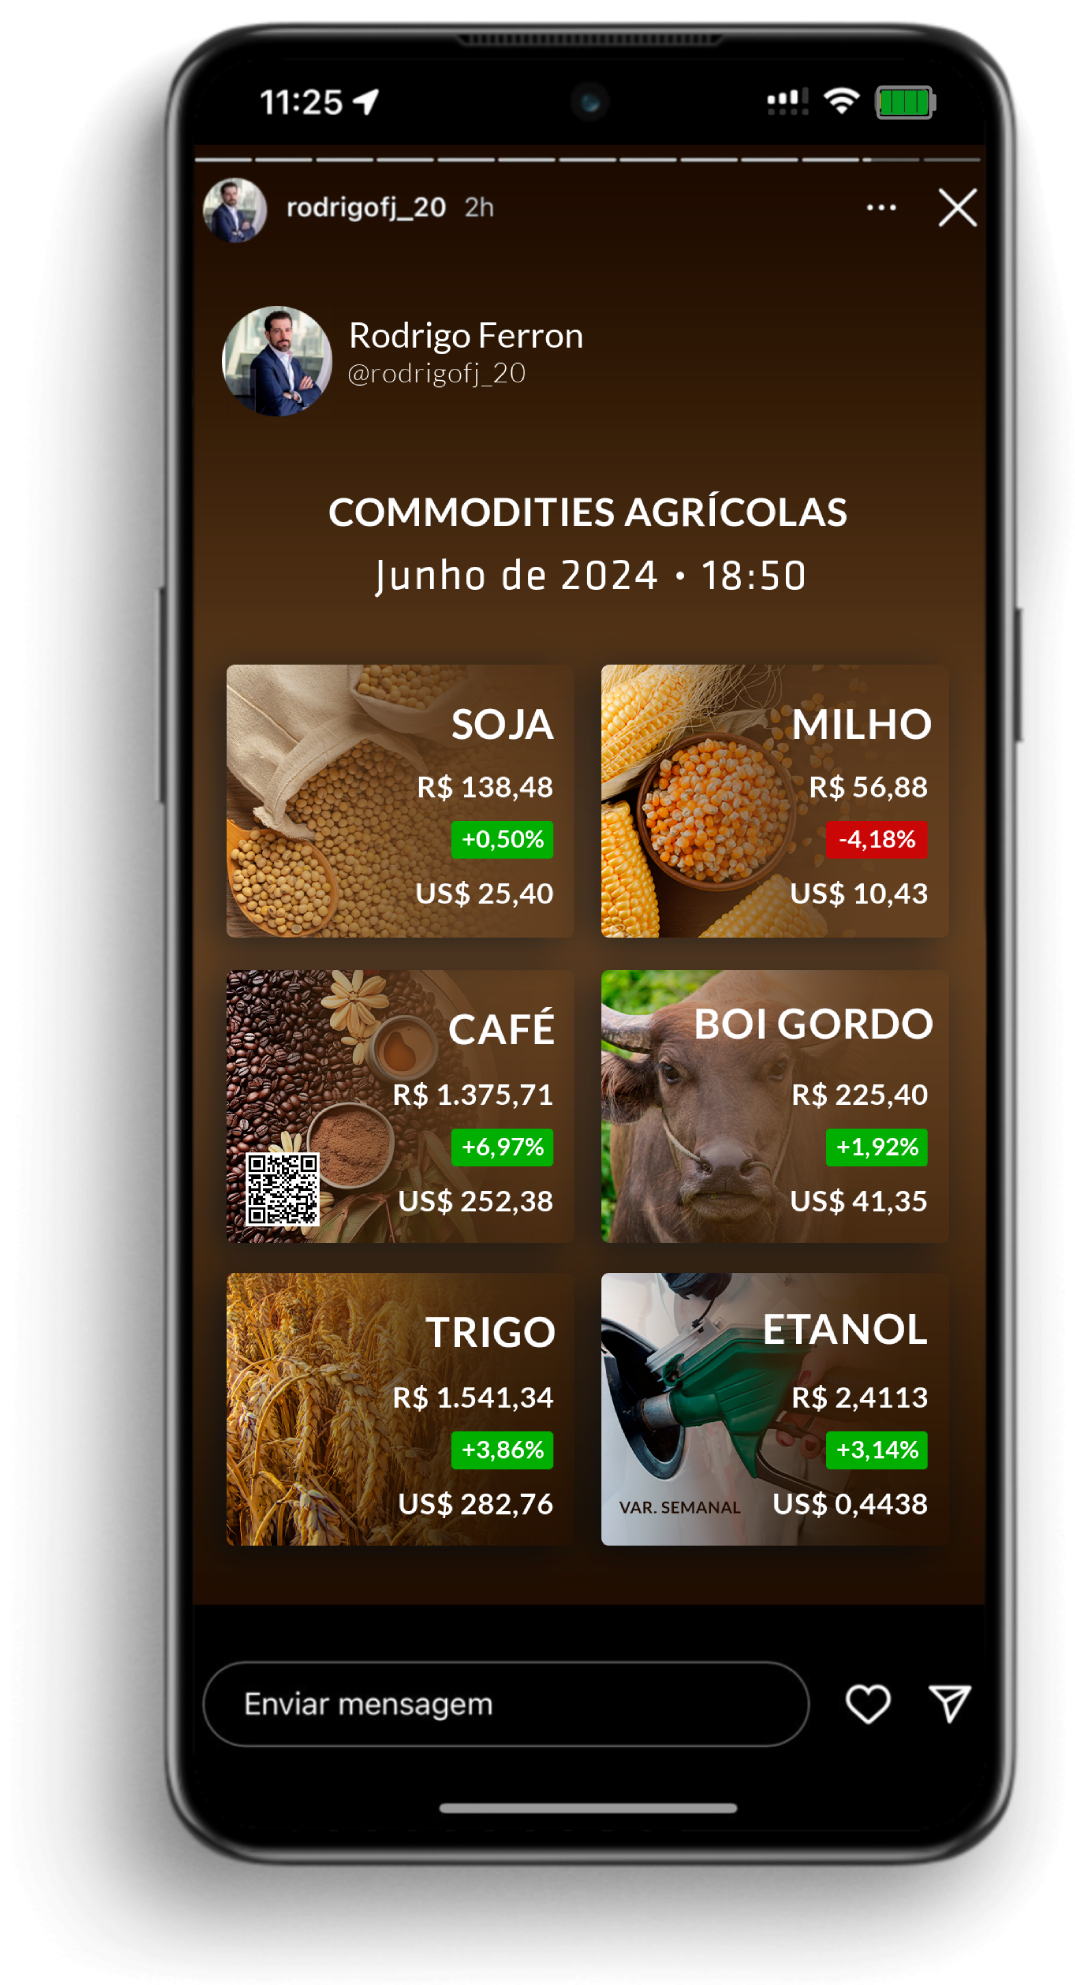 11:25
rodrigofj_20 2h
Rodrigo Ferron
@rodrigofj_20
COMMODITIES AGRÍCOLAS
Junho de 2024 • 18:50
SOJA
R$ 138,48
+0,50%
US$ 25,40
MILHO
R$ 56,88
-4,18%
US$ 10,43
CAFÉ
R$ 1.375,71
+6,97%
US$ 252,38
BOI GORDO
R$ 225,40
+1,92%
US$ 41,35
TRIGO
R$ 1.541,34
+3,86%
US$ 282,76
ETANOL
R$ 2,4113
+3,14%
VAR. SEMANAL US$ 0,4438
Enviar mensagem